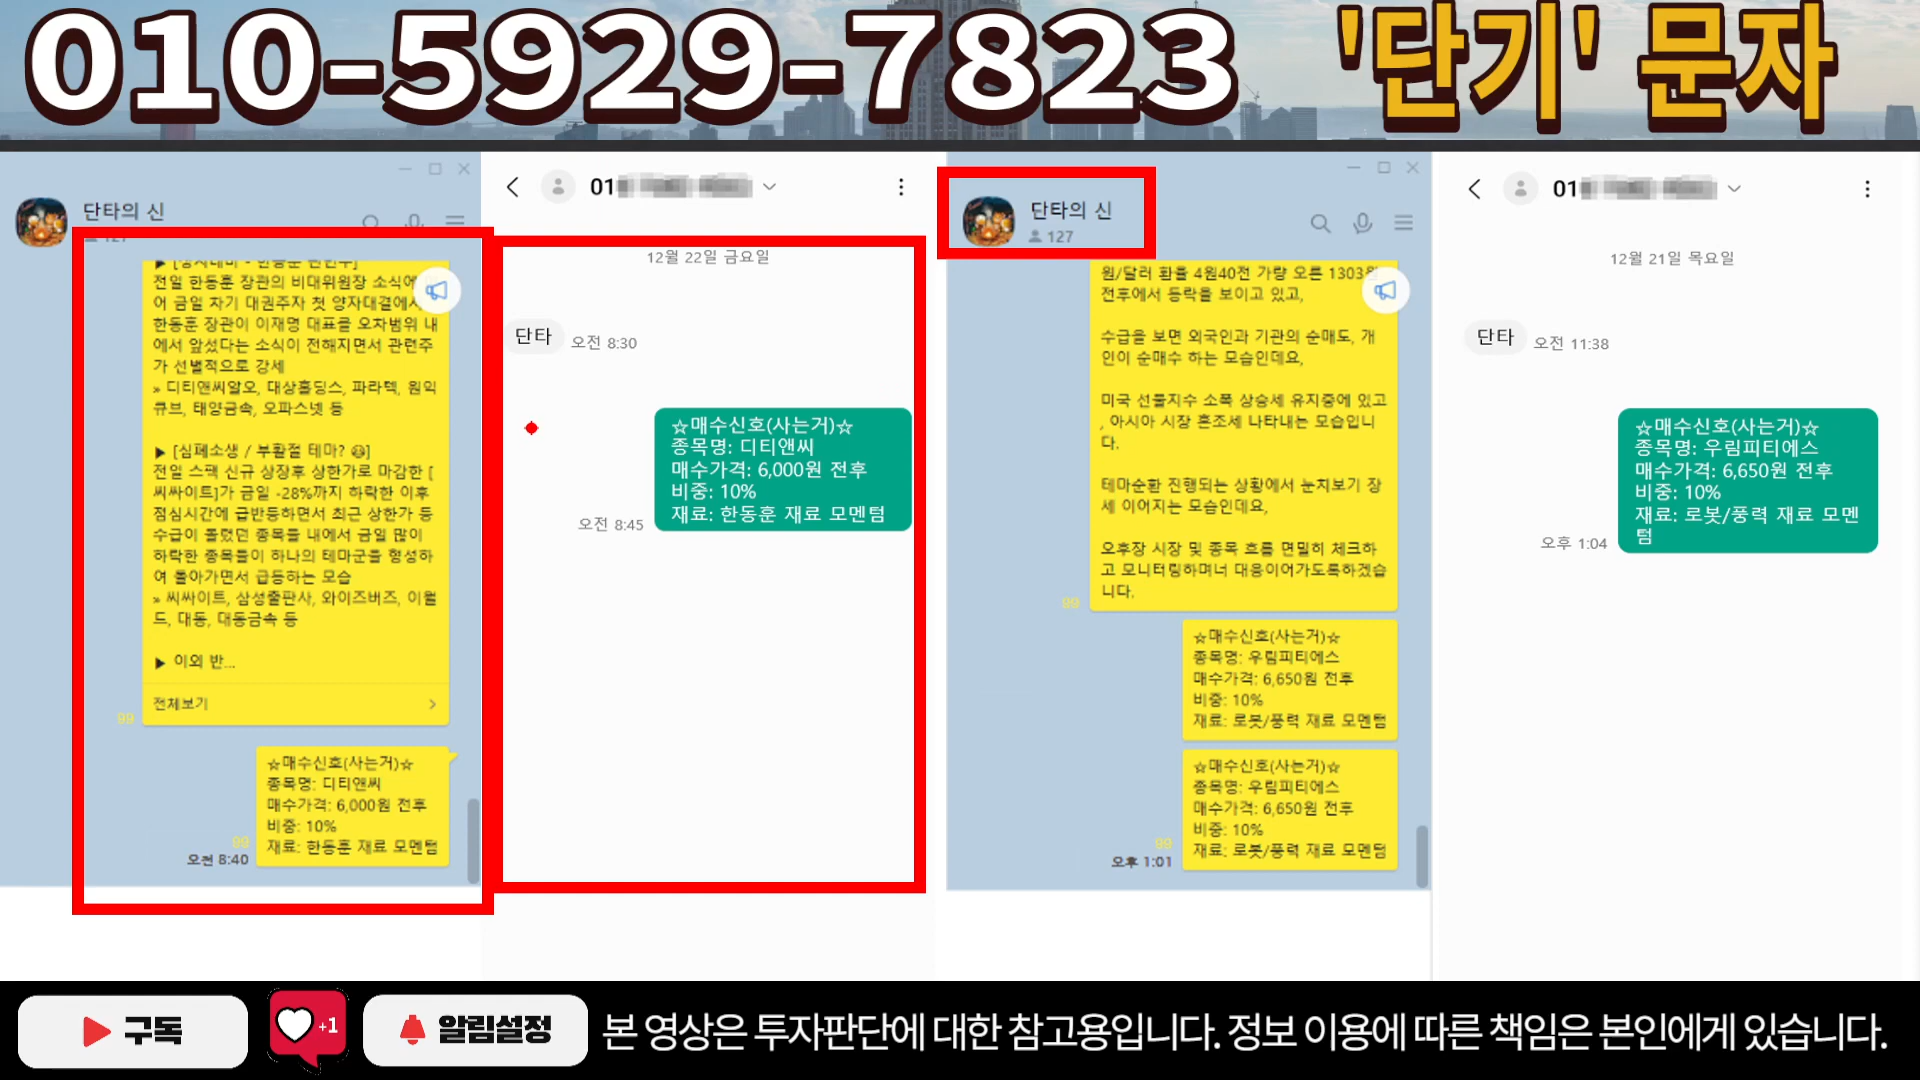 010-5929-7823 '단기' 문자
단타의 신
전일 한동훈 장관의 비대위원장 소식에
어 금일 차기 대권주자 첫 양자대결에서
한동훈 장관이 이재명 대표를 오차범위 내
에서 앞섰다는 소식이 전해지면서 관련주
가 선별적으로 강세
» 디티앤씨알오, 대상홀딩스, 파라텍, 원익
큐브, 태양금속, 오파스넷 등
▶ [심폐소생 / 부활절 테마? ]
전일 스팩 신규 상장후 상한가로 마감한 [
씨싸이트]가 금일 -28%까지 하락한 이후
점심시간에 급반등하면서 최근 상한가 등
수급이 몰렸던 종목들 내에서 금일 많이
하락한 종목들이 하나의 테마군을 형성하
여 돌아가면서 급등하는 모습
» 씨싸이트, 삼성출판사, 와이즈버즈, 이월
드, 대동, 대동금속 등
▶ 이외 반...
전체보기
99
☆매수신호(사는거)☆
종목명: 디티앤씨
매수가격: 6,000원 전후
비중: 10%
재료: 한동훈 재료 모멘텀
99
오전 8:40
01
12월 22일 금요일
단타
오전 8:30
☆매수신호(사는거)☆
종목명: 디티앤씨
매수가격: 6,000원 전후
비중: 10%
재료: 한동훈 재료 모멘텀
오전 8:45
단타의 신
127
원/달러 환율 4원40전 가량 오른 1303원
전후에서 등락을 보이고 있고,
수급을 보면 외국인과 기관의 순매도, 개
인이 순매수 하는 모습인데요,
미국 선물지수 소폭 상승세 유지중에 있고
, 아시아 시장 혼조세 나타내는 모습입니
다.
테마순환 진행되는 상황에서 눈치보기 장
세 이어지는 모습인데요,
오후장 시장 및 종목 흐름 면밀히 체크하
고 모니터링하며너 대응이어가도록하겠습
니다.
99
☆매수신호(사는거)☆
종목명: 우림피티에스
매수가격: 6,650원 전후
비중: 10%
재료: 로봇/풍력 재료 모멘텀
☆매수신호(사는거)☆
종목명: 우림피티에스
매수가격: 6,650원 전후
비중: 10%
재료: 로봇/풍력 재료 모멘텀
99
오후 1:01
01
12월 21일 목요일
단타
오전 11:38
☆매수신호(사는거)☆
종목명: 우림피티에스
매수가격: 6,650원 전후
비중: 10%
재료: 로봇/풍력 재료 모멘
텀
오후 1:04
구독
+1
알림설정
본 영상은 투자판단에 대한 참고용입니다. 정보 이용에 따른 책임은 본인에게 있습니다.